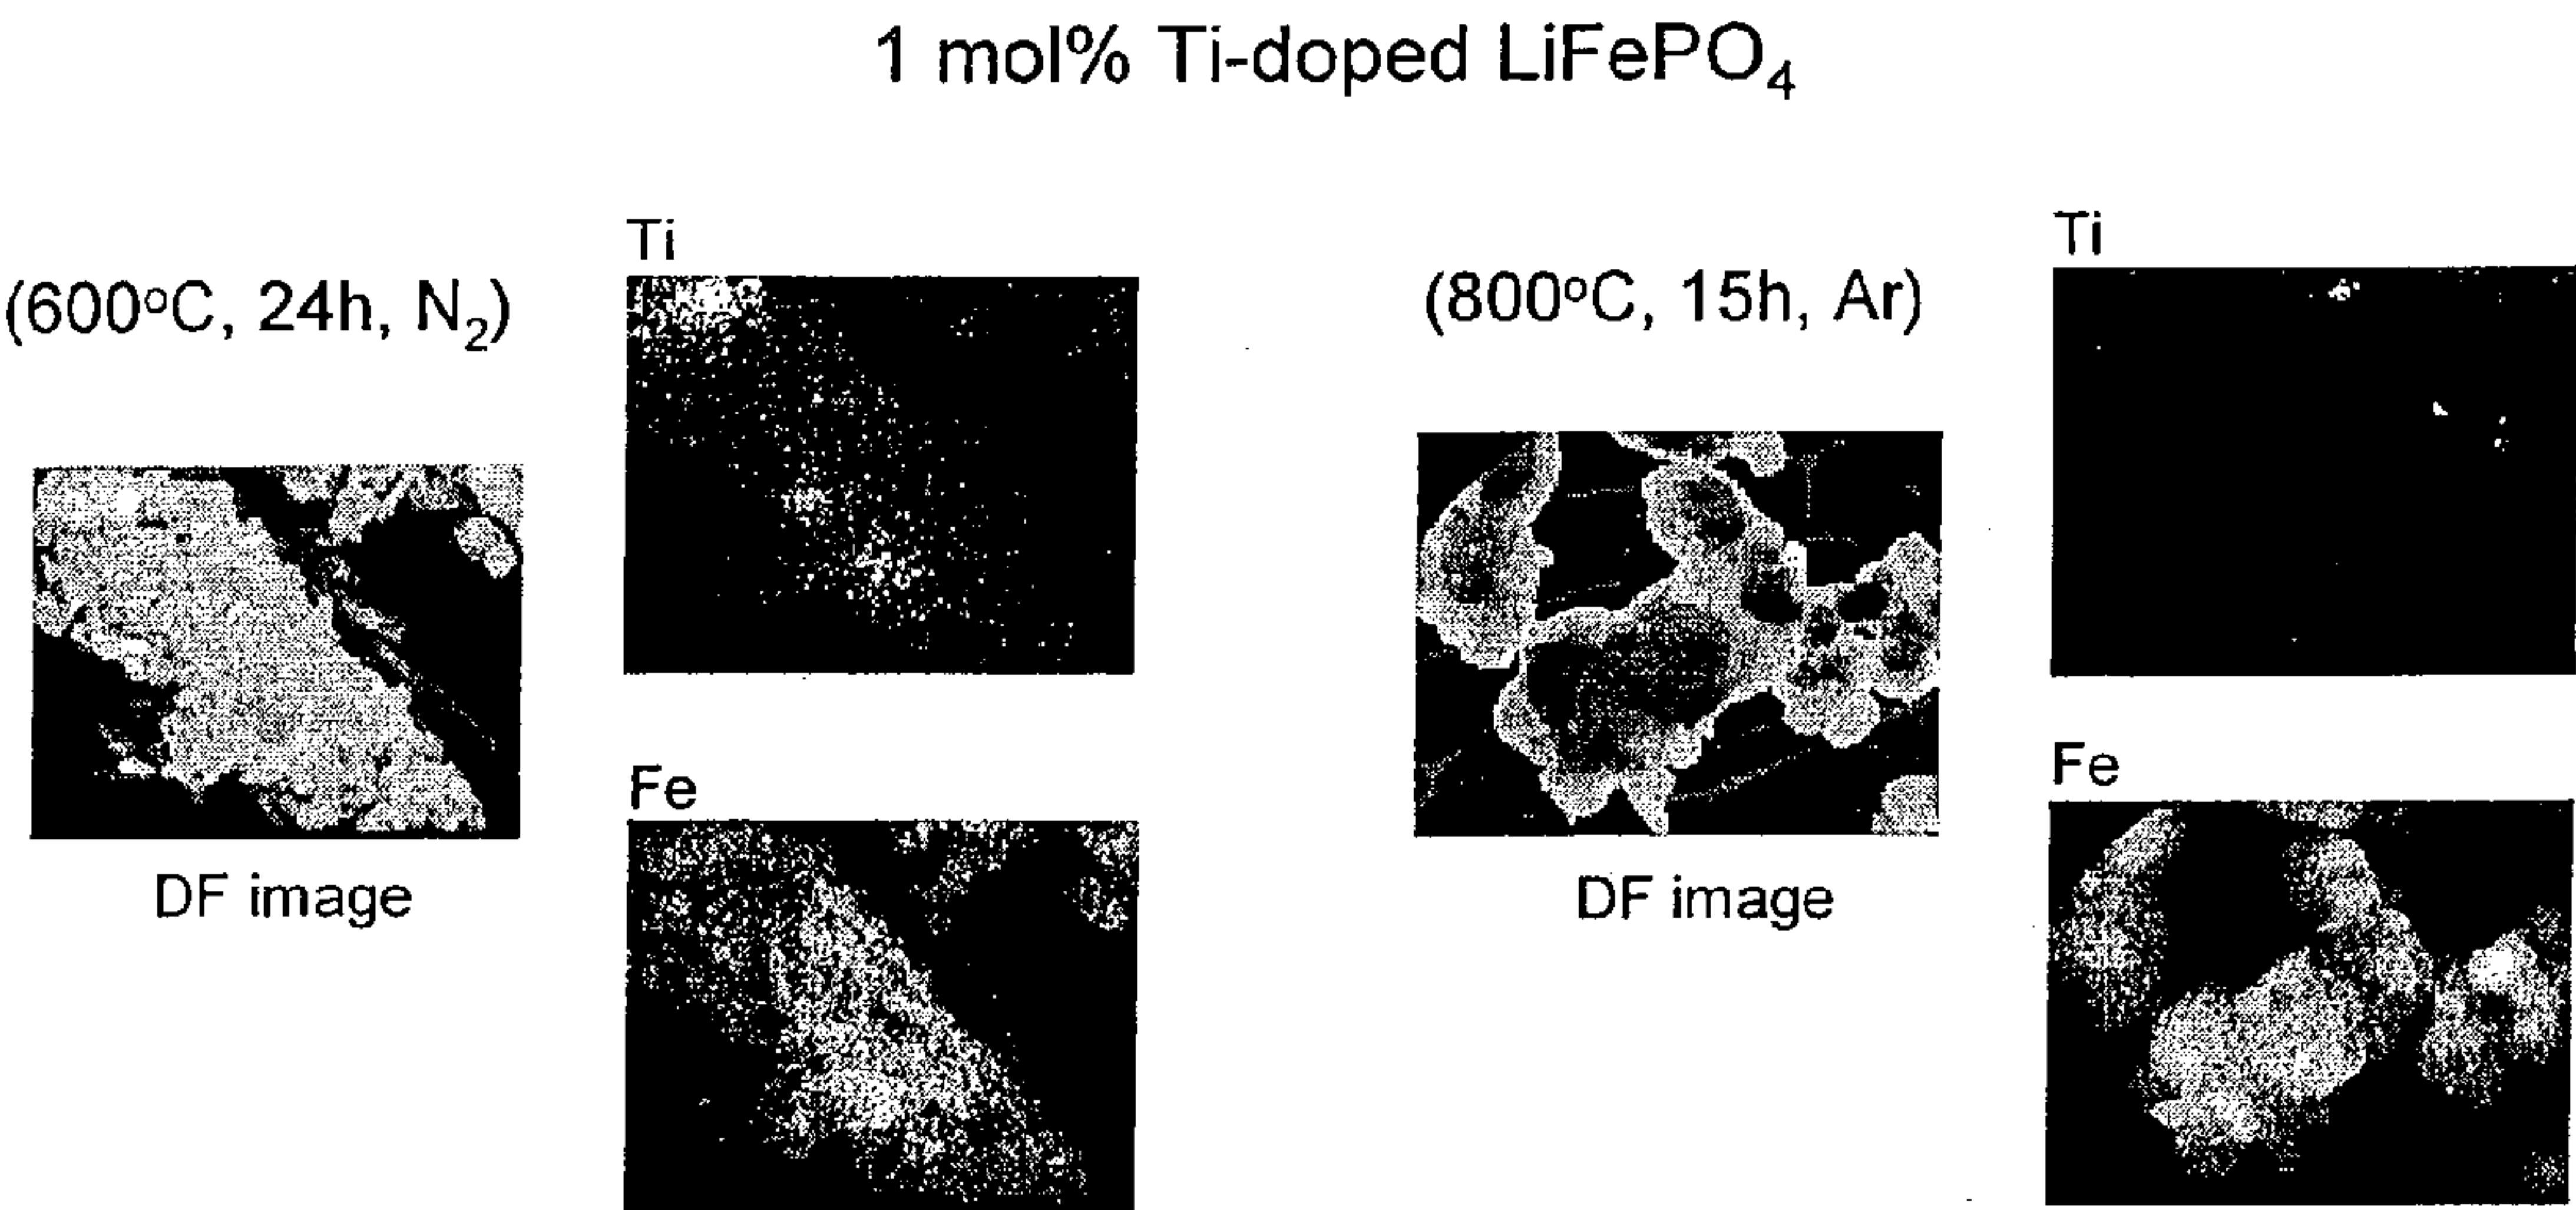 1 mol% Ti-doped LiFePO₄
(600°C, 24h, N₂)
Ti
DF image
Fe
(800°C, 15h, Ar)
Ti
DF image
Fe